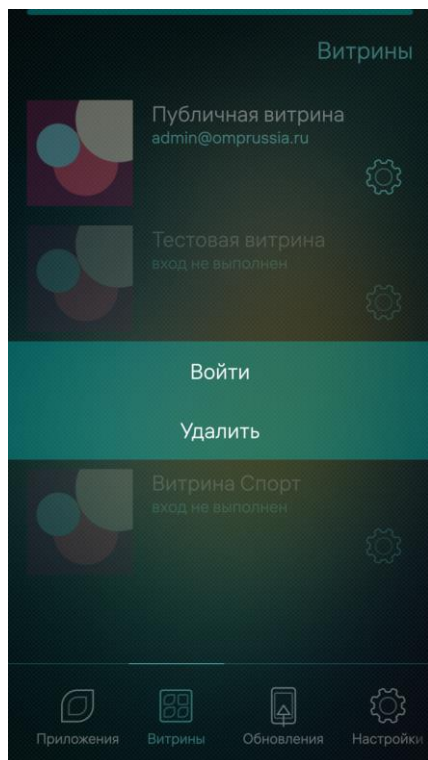 Витрины
Публичная витрина
admin@omprussia.ru
Тестовая витрина
вход не выполнен
Войти
Удалить
Витрина Спорт
вход не выполнен
Приложения
Витрины
Обновления
Настройки